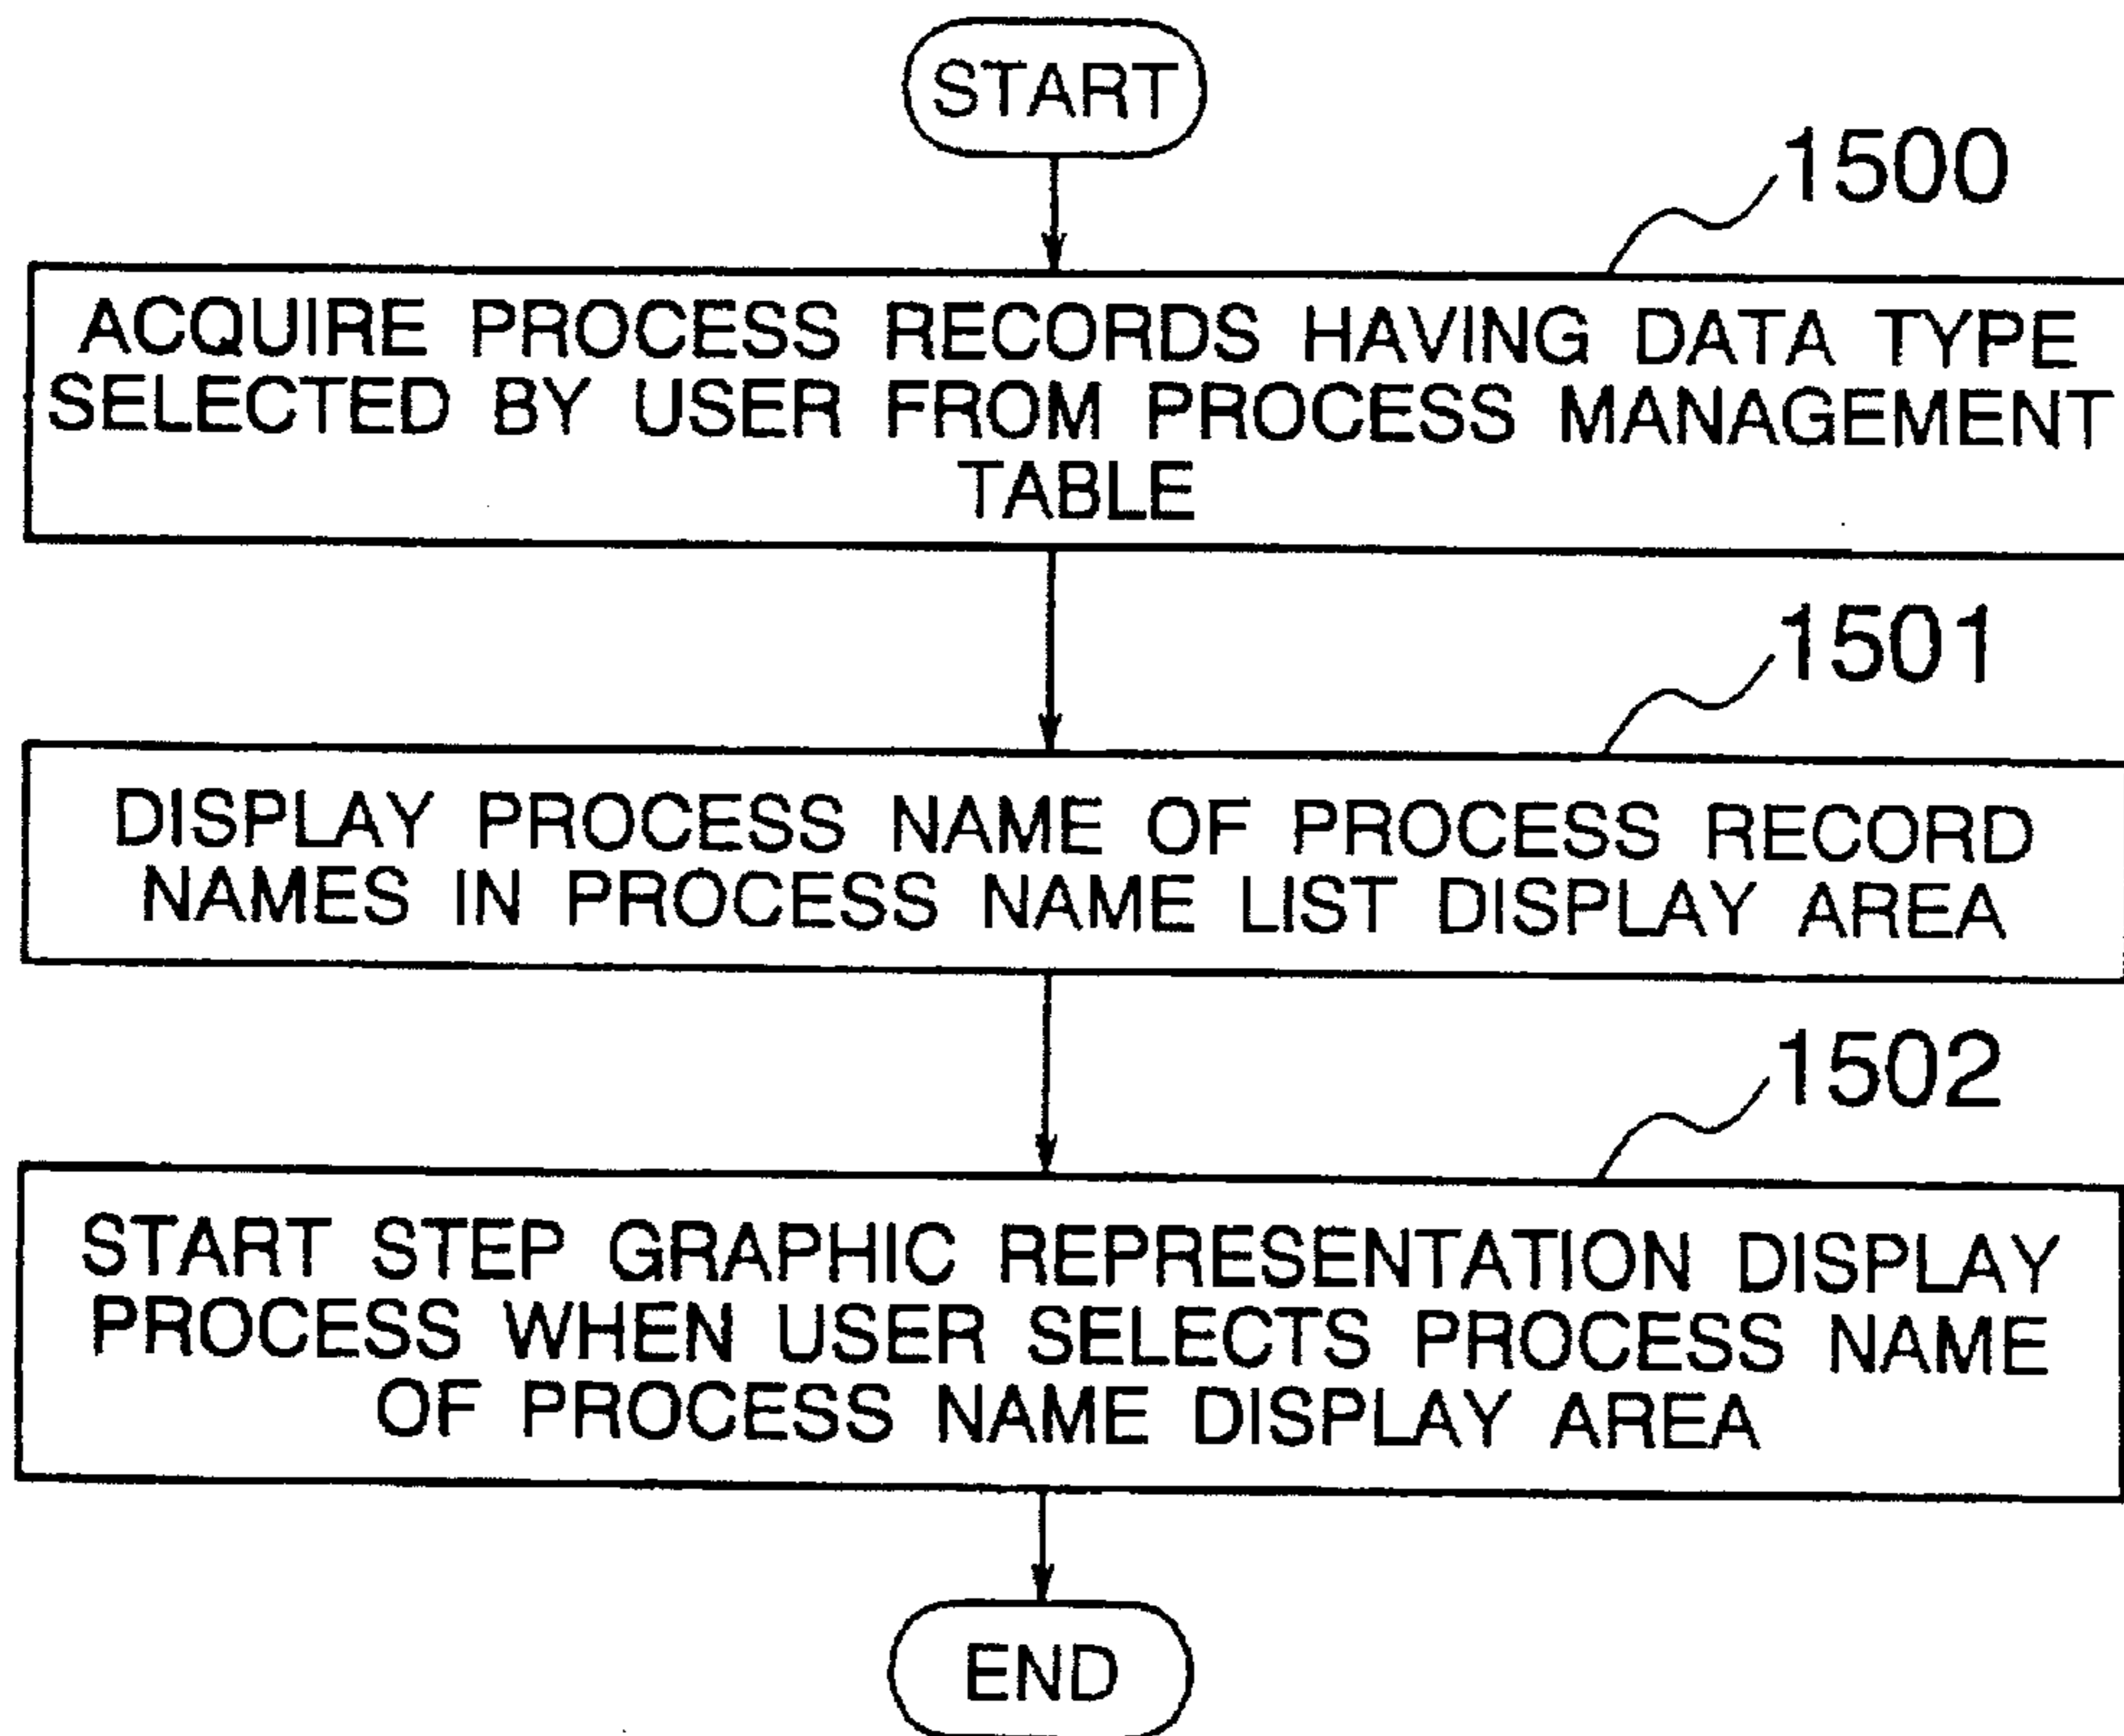 START
1500
ACQUIRE PROCESS RECORDS HAVING DATA TYPE
SELECTED BY USER FROM PROCESS MANAGEMENT
TABLE
1501
DISPLAY PROCESS NAME OF PROCESS RECORD
NAMES IN PROCESS NAME LIST DISPLAY AREA
1502
START STEP GRAPHIC REPRESENTATION DISPLAY
PROCESS WHEN USER SELECTS PROCESS NAME
OF PROCESS NAME DISPLAY AREA
END